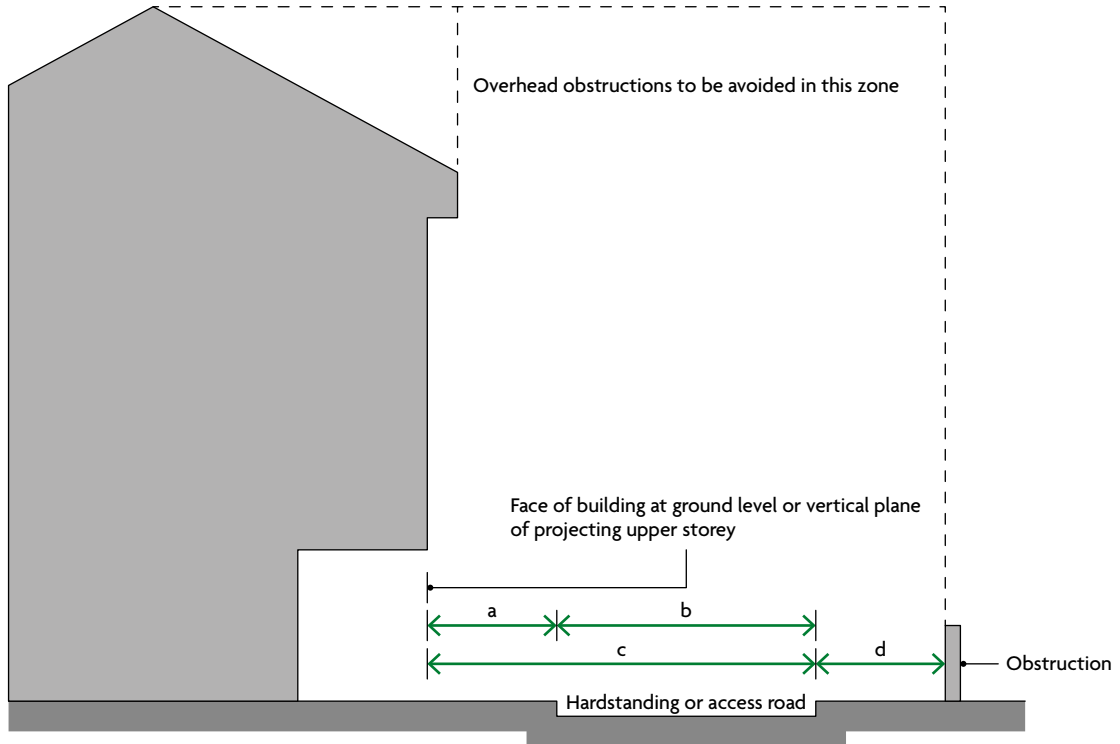 Overhead obstructions to be avoided in this zone
Face of building at ground level or vertical plane
of projecting upper storey
a
b
c
d
Obstruction
Hardstanding or access road